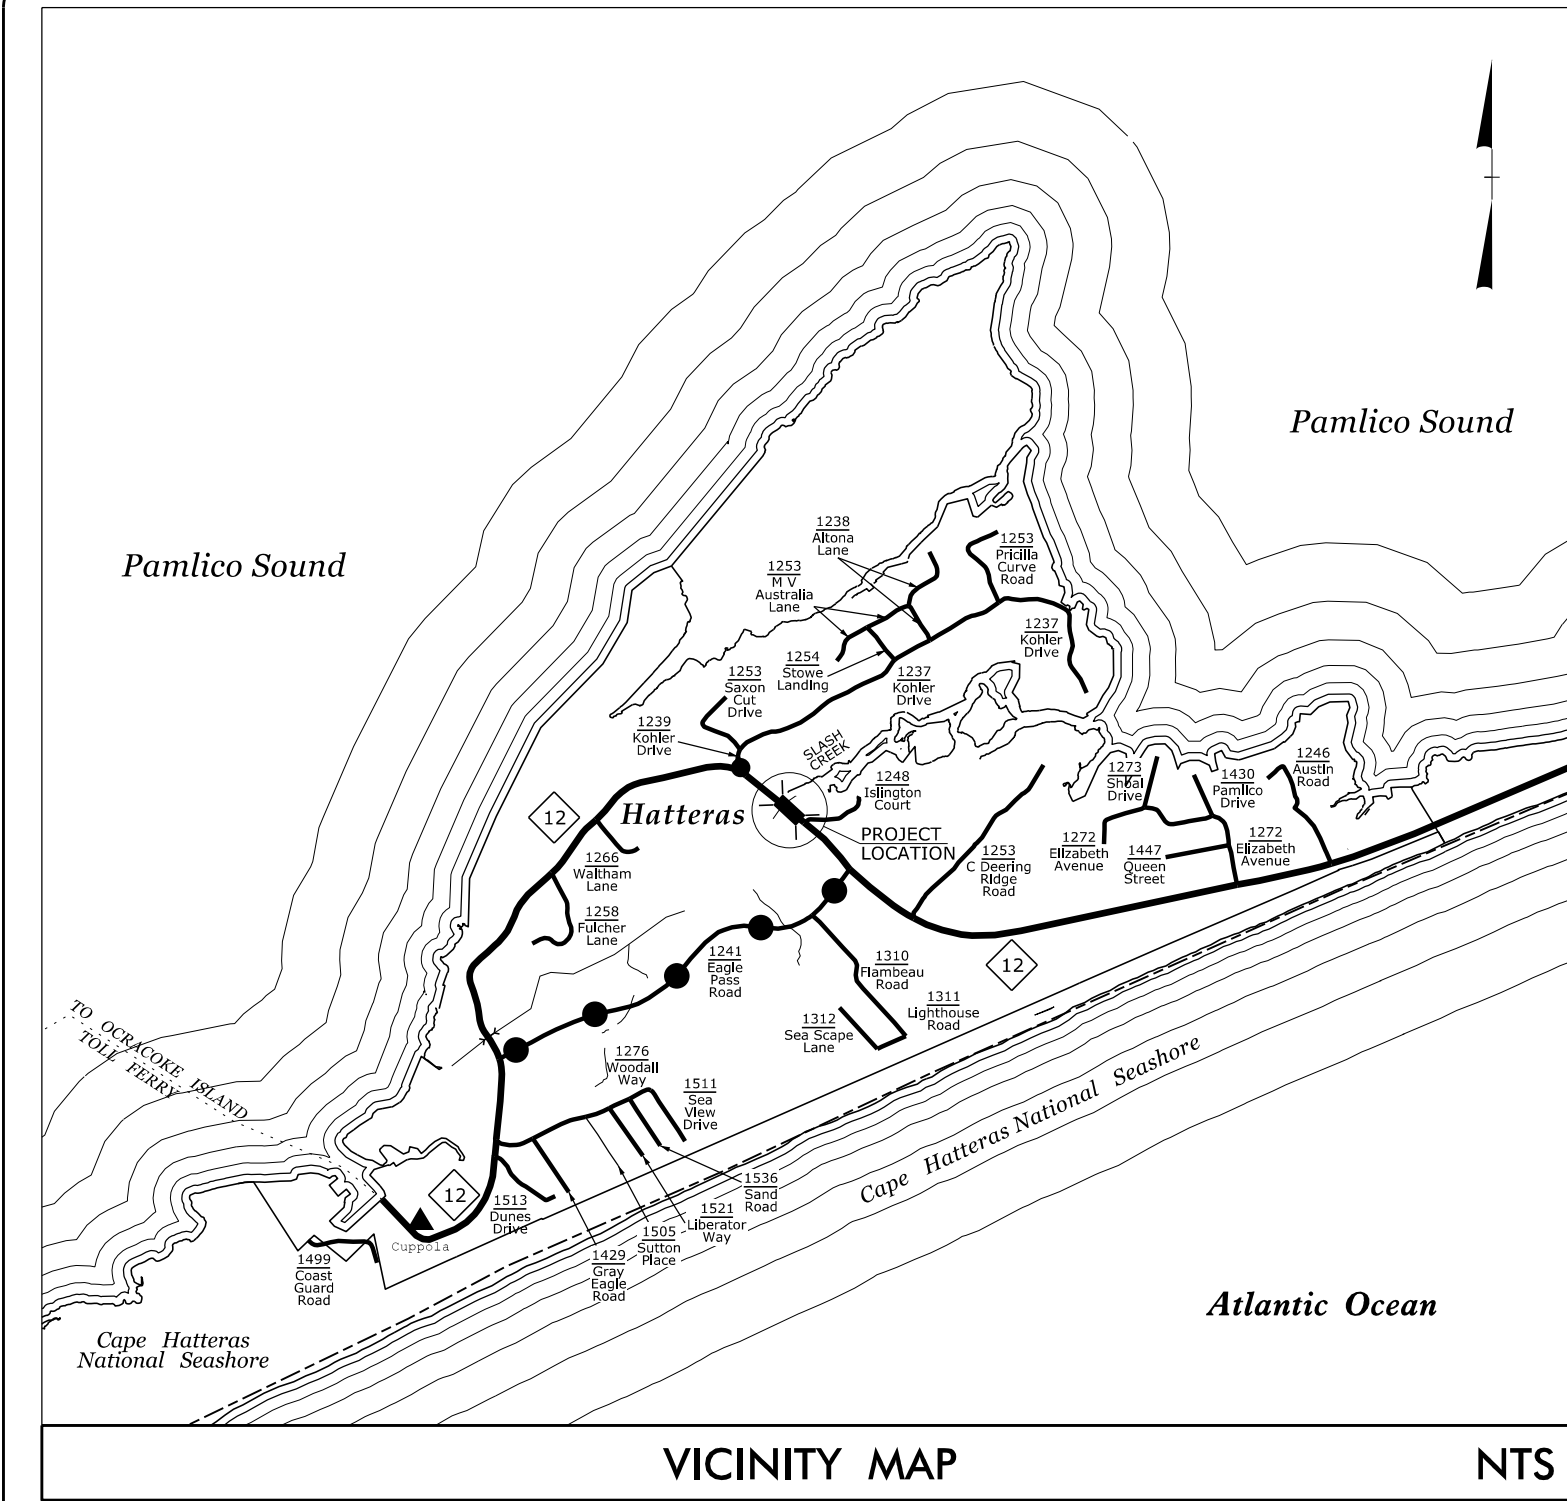 Pamlico Sound
Pamlico Sound
1238
Altona
Lane
1253
Pricilla
Curve
Road
1253
M V
Australia
Lane
1237
Kohler
Drive
1254
Stowe
Landing
1253
Saxon
Cut
Drive
1237
Kohler
Drive
1239
Kohler
Drive
SLASH
CREEK
1248
Islington
Court
1273
Shoal
Drive
1430
Pamlico
Drive
1246
Austin
Road
12
Hatteras
PROJECT
LOCATION
1266
Waltham
Lane
1253
C Deering
Ridge
Road
1272
Elizabeth
Avenue
1447
Queen
Street
1272
Elizabeth
Avenue
1258
Fulcher
Lane
1241
Eagle
Pass
Road
1310
Flambeau
Road
12
1311
Lighthouse
Road
1312
Sea Scape
Lane
TO OCRACOKE ISLAND
TOLL
FERRY
1276
Woodall
Way
1511
Sea
View
Drive
Cape Hatteras National Seashore
12
1513
Dunes
Drive
1536
Sand
Road
1521
Liberator
Way
1505
Sutton
Place
1429
Gray
Eagle
Road
Cuppola
1499
Coast
Guard
Road
Cape Hatteras
National Seashore
Atlantic Ocean
VICINITY MAP
NTS